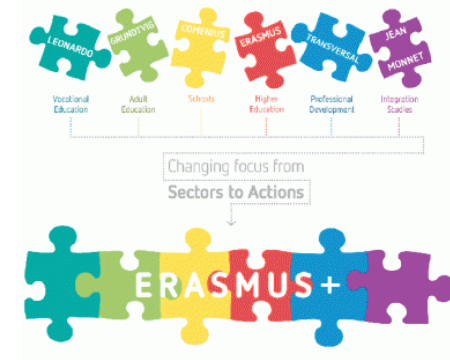 LEONARDO
GRUNDTVIG
COMENIUS
ERASMUS
TRANSVERSAL
JEAN
MONNET
Vocational
Education
Adult
Education
Schools
Higher
Education
Professional
Development
Integration
Studies
Changing focus from
Sectors to Actions
ERASMUS+